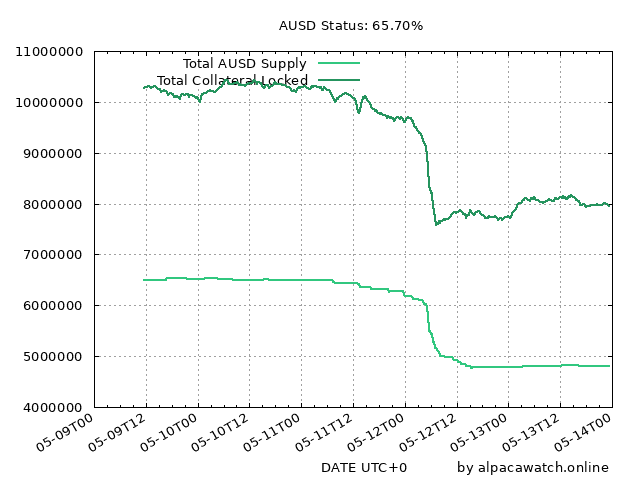 AUSD Status: 65.70%
11000000
10000000
9000000
8000000
7000000
6000000
5000000
4000000
Total AUSD Supply
Total Collateral Locked
05-09T00
05-09T12
05-10T00
05-10T12
05-11T00
05-11T12
05-12T00
05-12T12
05-13T00
05-13T12
05-14T00
DATE UTC+0 by alpacawatch.online